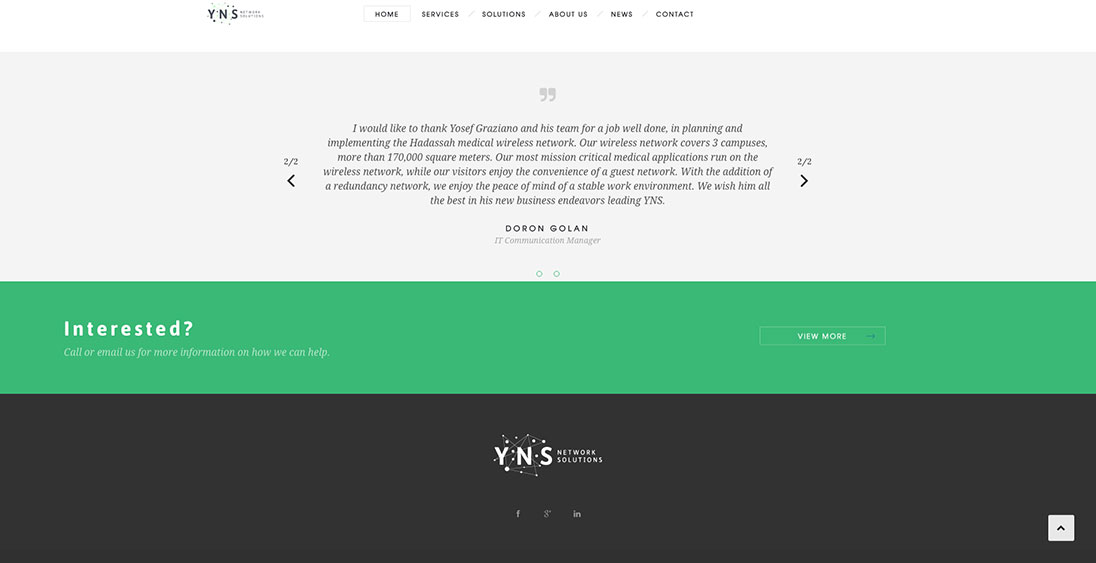 YNS NETWORK SOLUTIONS
HOME SERVICES / SOLUTIONS / ABOUT US / NEWS / CONTACT
”
I would like to thank Yosef Graziano and his team for a job well done, in planning and
implementing the Hadassah medical wireless network. Our wireless network covers 3 campuses,
more than 170,000 square meters. Our most mission critical medical applications run on the
wireless network, while our visitors enjoy the convenience of a guest network. With the addition of
a redundancy network, we enjoy the peace of mind of a stable work environment. We wish him all
the best in his new business endeavors leading YNS.
2/2
2/2
DORON GOLAN
IT Communication Manager
Interested?
Call or email us for more information on how we can help.
VIEW MORE →
YNS NETWORK
SOLUTIONS
f g+ in